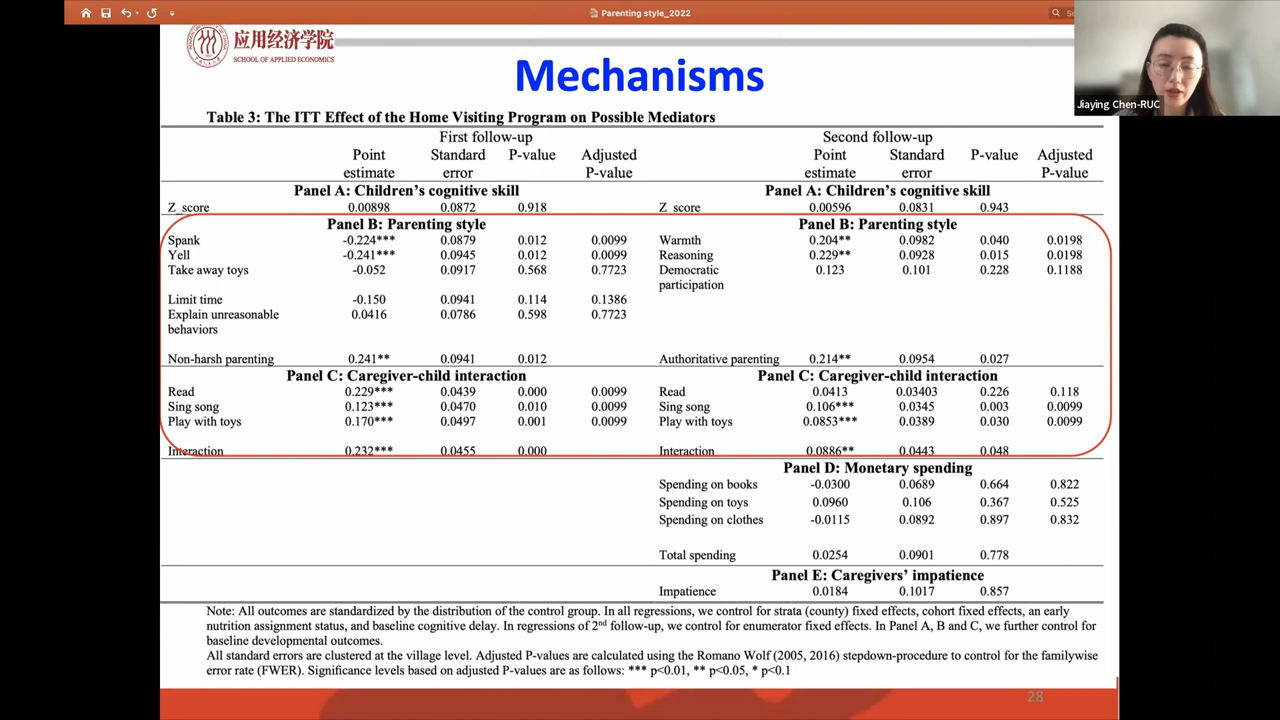 Parenting style_2022
应用经济学院
SCHOOL OF APPLIED ECONOMICS
Jiaying Chen-RUC
Mechanisms
Table 3: The ITT Effect of the Home Visiting Program on Possible Mediators
First follow-up Second follow-up
Point estimate Standard error P-value Adjusted P-value Point estimate Standard error P-value Adjusted P-value
Panel A: Children's cognitive skill Panel A: Children's cognitive skill
Z_score 0.00898 0.0872 0.918 Z_score 0.00596 0.0831 0.943
Panel B: Parenting style Panel B: Parenting style
Spank -0.224*** 0.0879 0.012 0.0099 Warmth 0.204** 0.0982 0.040 0.0198
Yell -0.241*** 0.0945 0.012 0.0099 Reasoning 0.229** 0.0928 0.015 0.0198
Take away toys -0.052 0.0917 0.568 0.7723 Democratic participation 0.123 0.101 0.228 0.1188
Limit time -0.150 0.0941 0.114 0.1386
Explain unreasonable behaviors 0.0416 0.0786 0.598 0.7723
Non-harsh parenting 0.241** 0.0941 0.012 Authoritative parenting 0.214** 0.0954 0.027
Panel C: Caregiver-child interaction Panel C: Caregiver-child interaction
Read 0.229*** 0.0439 0.000 0.0099 Read 0.0413 0.03403 0.226 0.118
Sing song 0.123*** 0.0470 0.010 0.0099 Sing song 0.106*** 0.0345 0.003 0.0099
Play with toys 0.170*** 0.0497 0.001 0.0099 Play with toys 0.0853*** 0.0389 0.030 0.0099
Interaction 0.232*** 0.0455 0.000 Interaction 0.0886** 0.0443 0.048
Panel D: Monetary spending
Spending on books -0.0300 0.0689 0.664 0.822
Spending on toys 0.0960 0.106 0.367 0.525
Spending on clothes -0.0115 0.0892 0.897 0.832
Total spending 0.0254 0.0901 0.778
Panel E: Caregivers' impatience
Impatience 0.0184 0.1017 0.857
Note: All outcomes are standardized by the distribution of the control group. In all regressions, we control for strata (county) fixed effects, cohort fixed effects, an early
nutrition assignment status, and baseline cognitive delay. In regressions of 2nd follow-up, we control for enumerator fixed effects. In Panel A, B and C, we further control for
baseline developmental outcomes.
All standard errors are clustered at the village level. Adjusted P-values are calculated using the Romano Wolf (2005, 2016) stepdown-procedure to control for the familywise
error rate (FWER). Significance levels based on adjusted P-values are as follows: *** p<0.01, ** p<0.05, * p<0.1
28